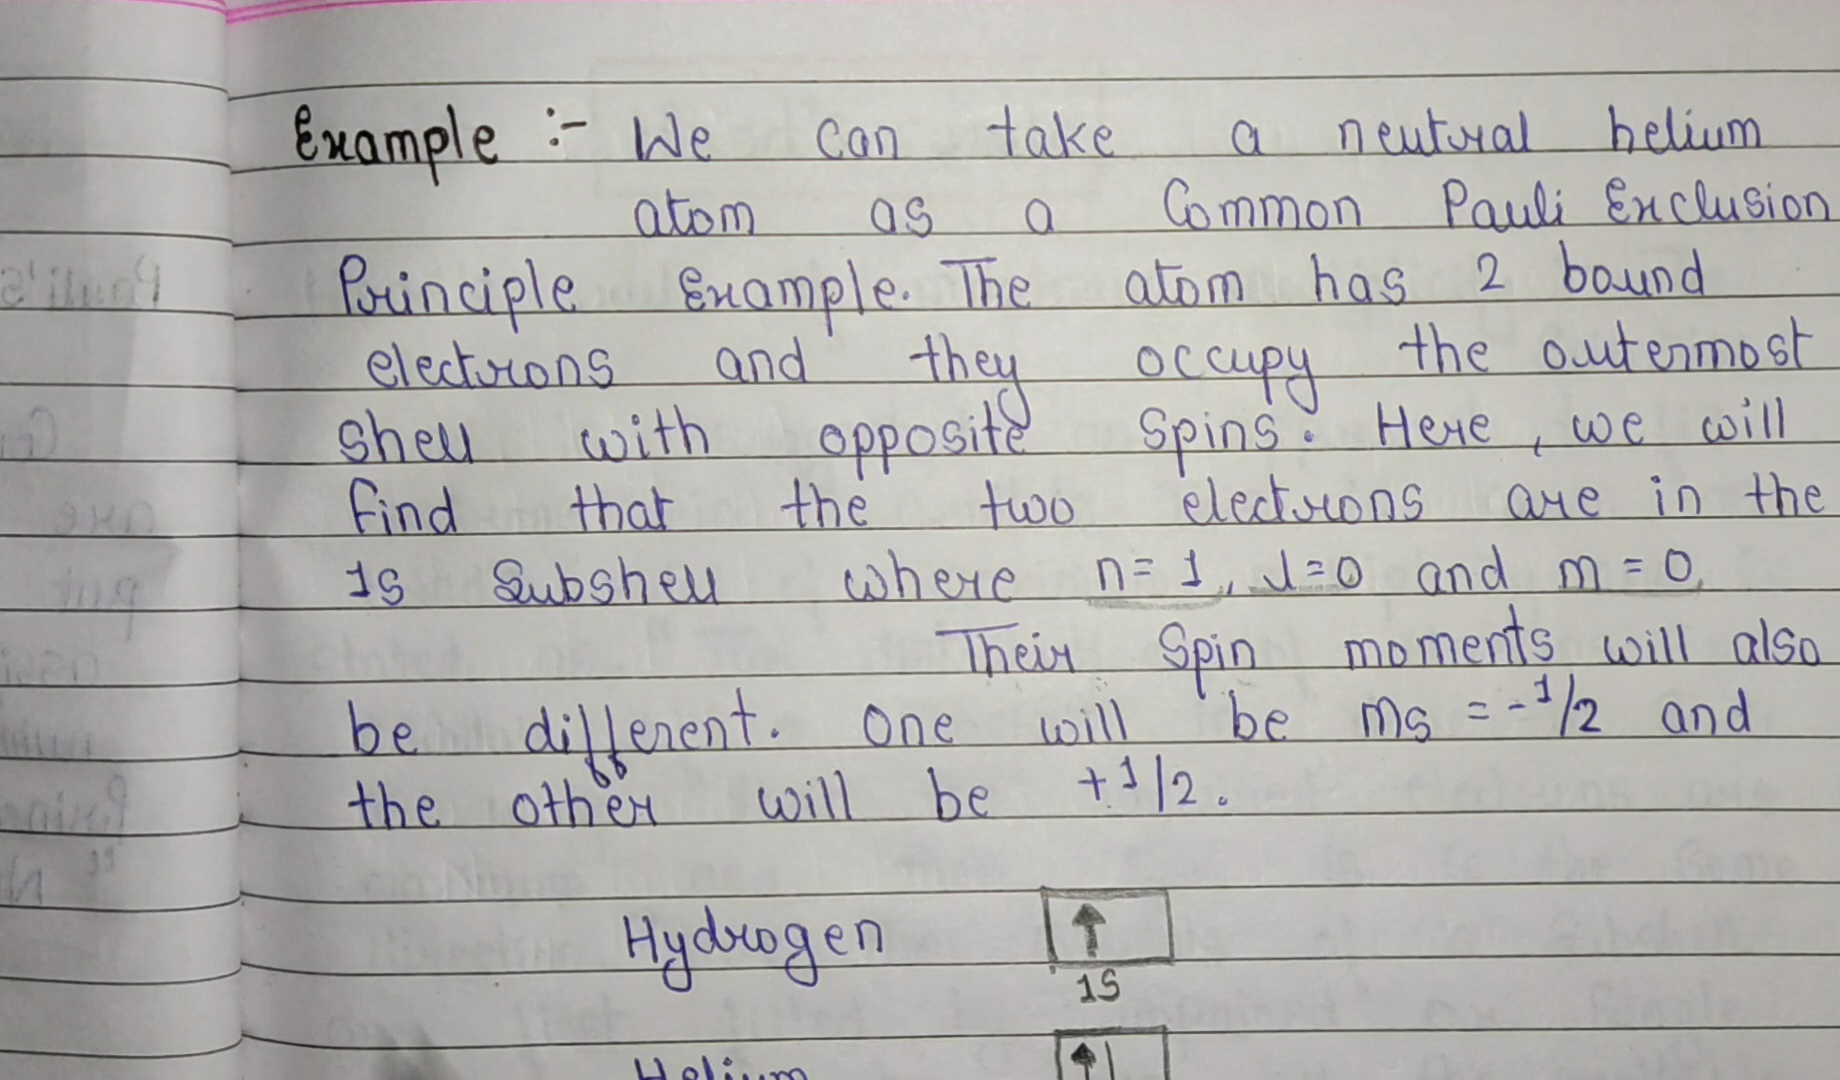 Example :- We can take a neutral helium
atom as a Common Pauli Exclusion
Principle Example. The atom has 2 bound
electrons and they occupy the outermost
shell with opposite spins. Here, we will
find that the two electrons are in the
1s Subshell where n=1, l=0 and m=0
Their Spin moments will also
be different. One will be ms = -1/2 and
the other will be +1/2.
Hydrogen ↑
1S
Helium